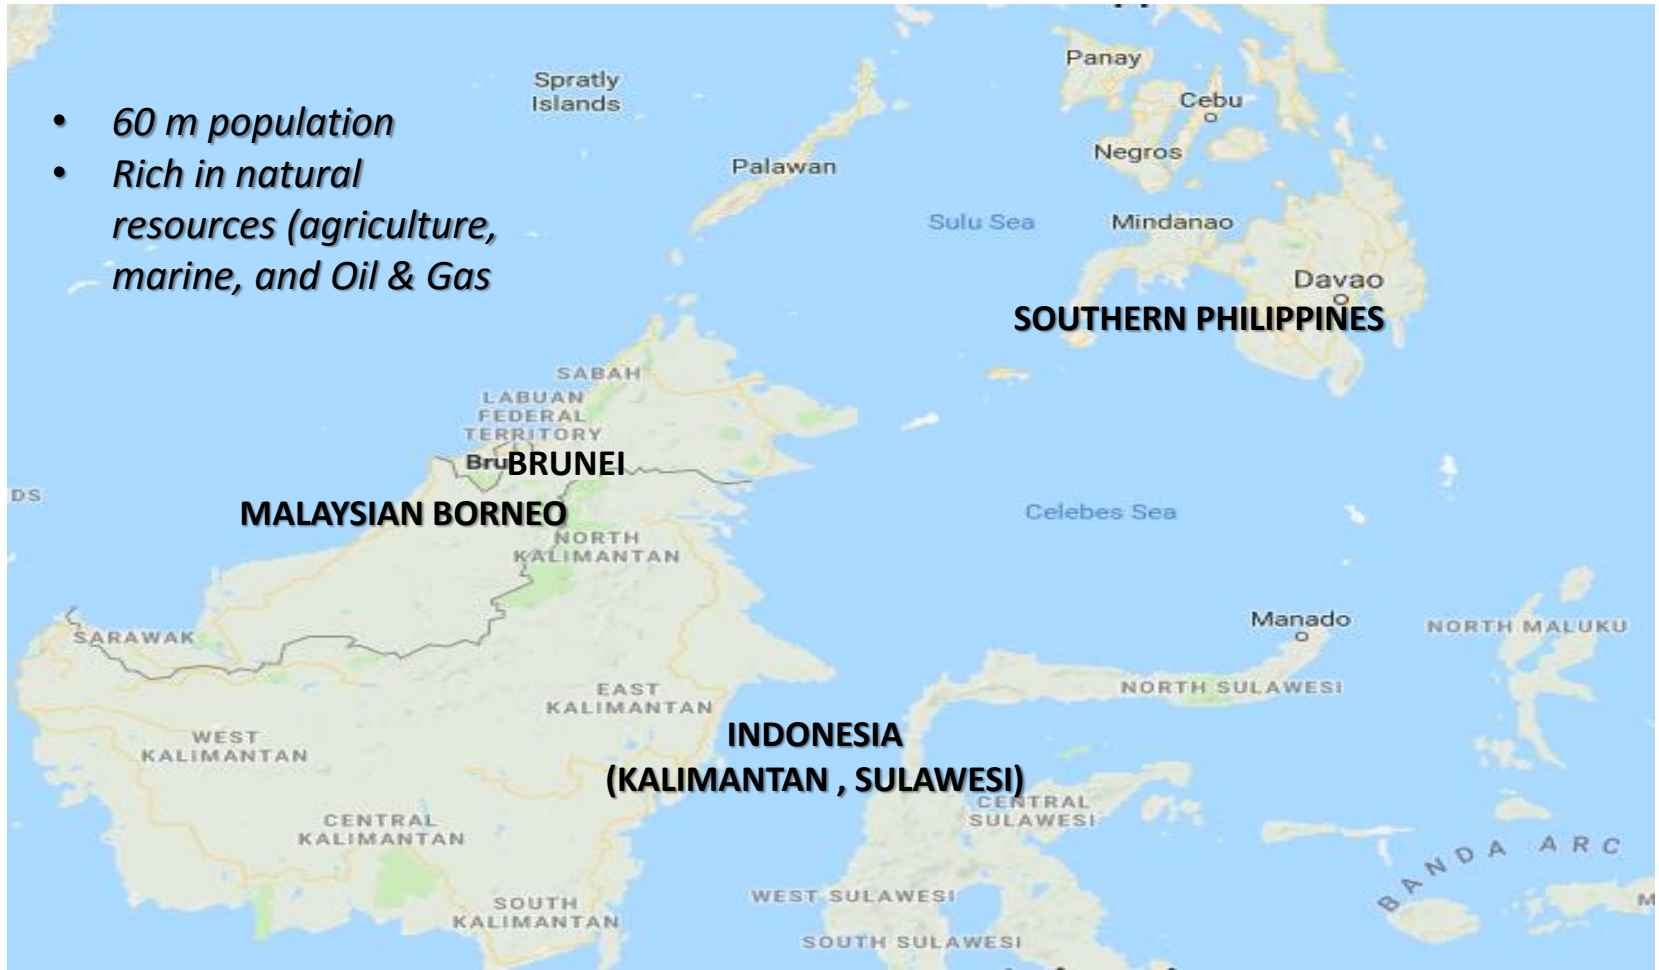 Panay
Spratly
Islands
Cebu
• 60 m population
Negros
• Rich in natural
resources (agriculture,
marine, and Oil & Gas
Palawan
Sulu Sea
Mindanao
Davao
SOUTHERN PHILIPPINES
SABAH
LABUAN
FEDERAL
TERRITORY
Bru
BRUNEI
DS
MALAYSIAN BORNEO
Celebes Sea
NORTH
KALIMANTAN
Manado
NORTH MALUKU
SARAWAK
EAST
KALIMANTAN
NORTH SULAWESI
WEST
KALIMANTAN
INDONESIA
(KALIMANTAN , SULAWESI)
CENTRAL
SULAWESI
CENTRAL
KALIMANTAN
BANDA ARC
WEST SULAWESI
SOUTH
KALIMANTAN
M
SOUTH SULAWESI